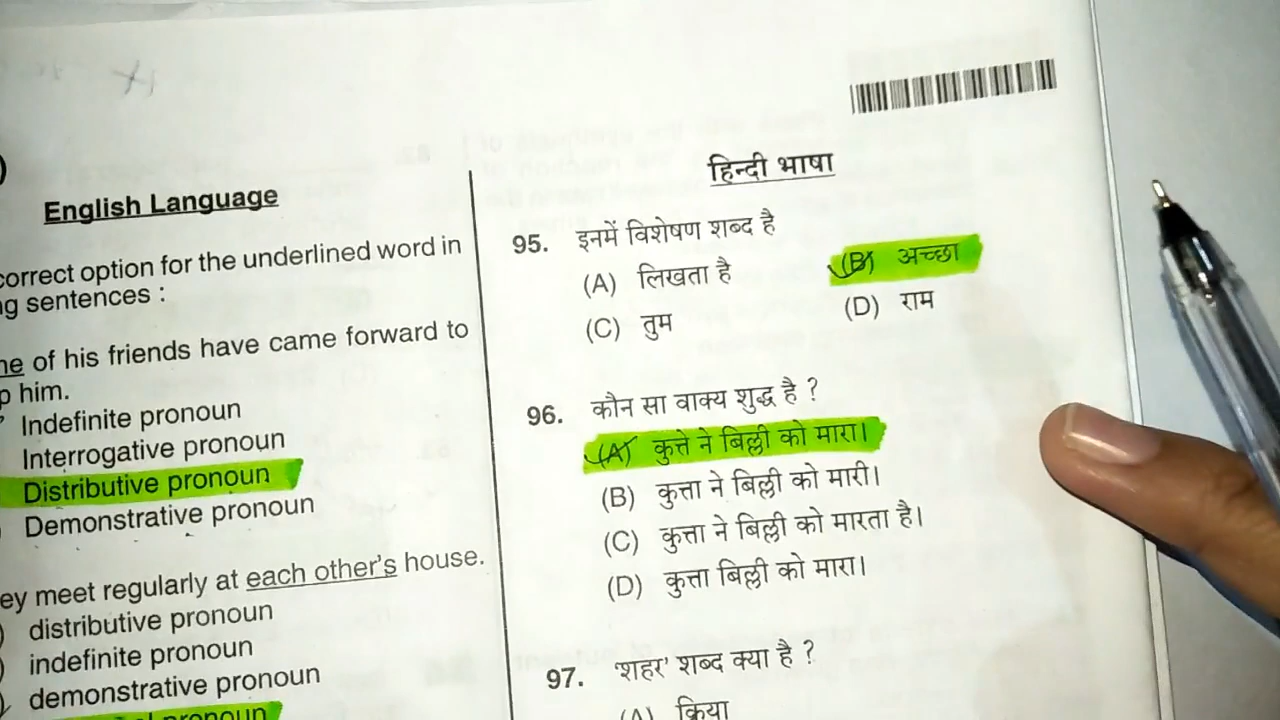 English Language
correct option for the underlined word in
sentences :
of his friends have came forward to
him.
Indefinite pronoun
Interrogative pronoun
Distributive pronoun
Demonstrative pronoun
meet regularly at each other's house.
distributive pronoun
indefinite pronoun
demonstrative pronoun
pronoun
हिन्दी भाषा
95. इनमें विशेषण शब्द है
(A) लिखता है (B) अच्छा
(C) तुम (D) राम
96. कौन सा वाक्य शुद्ध है ?
(A) कुत्ते ने बिल्ली को मारा।
(B) कुत्ता ने बिल्ली को मारी।
(C) कुत्ता ने बिल्ली को मारता है।
(D) कुत्ता बिल्ली को मारा।
97. 'शहर' शब्द क्या है ?
(A) क्रिया